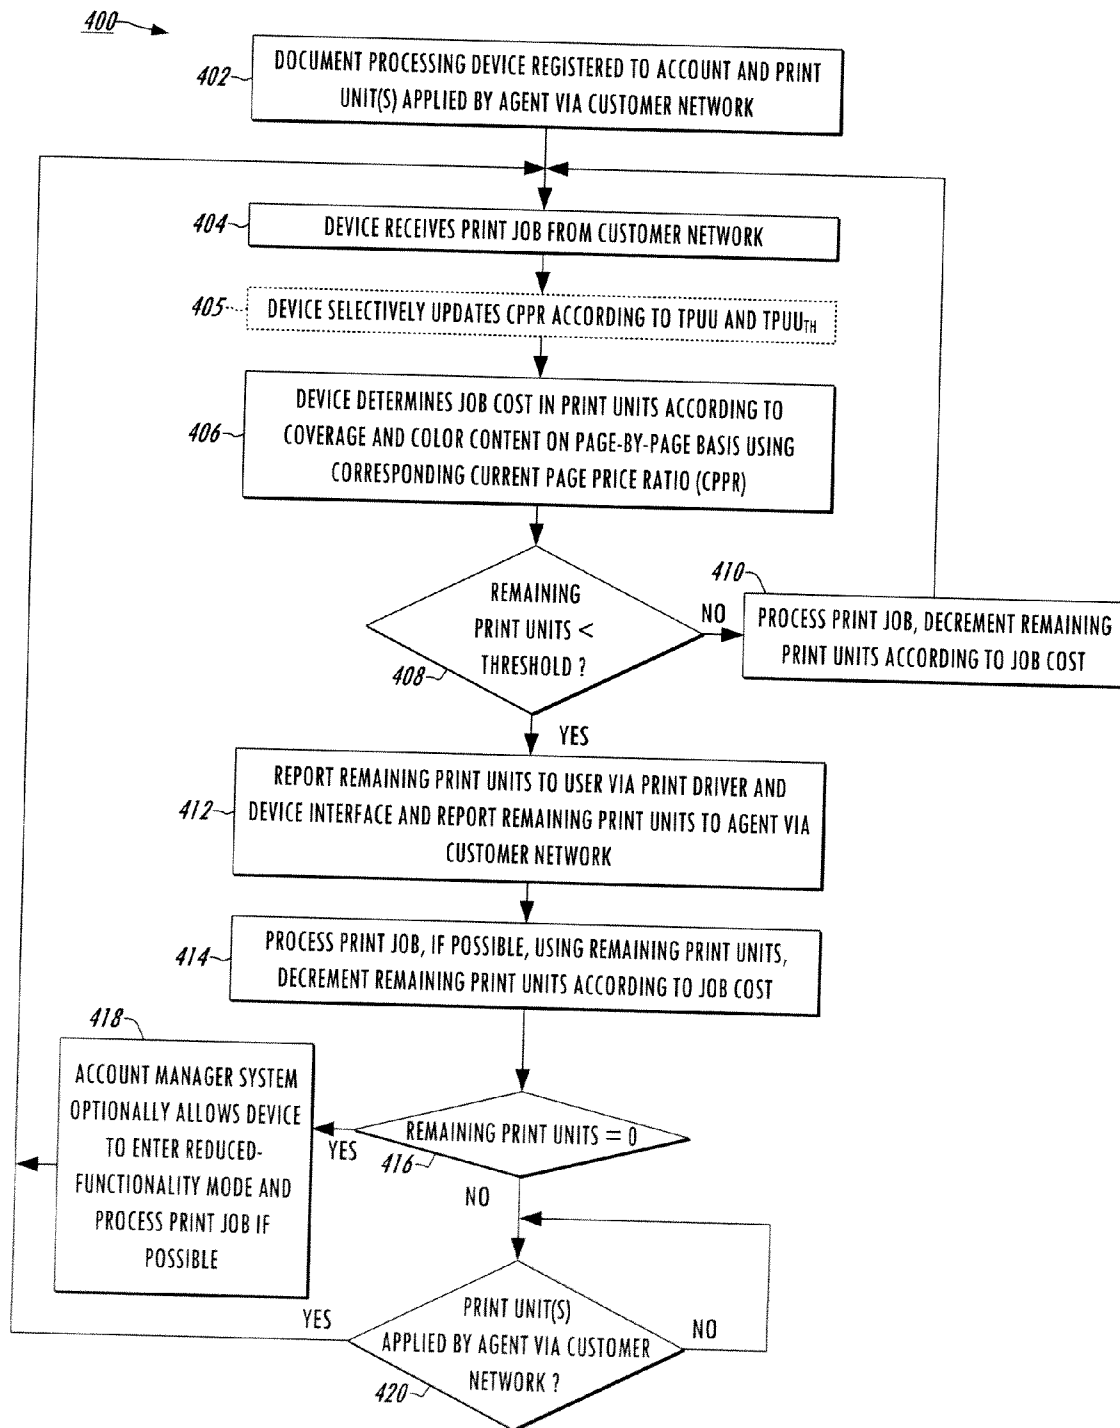 400
402
DOCUMENT PROCESSING DEVICE REGISTERED TO ACCOUNT AND PRINT
UNIT(S) APPLIED BY AGENT VIA CUSTOMER NETWORK
404
DEVICE RECEIVES PRINT JOB FROM CUSTOMER NETWORK
405
DEVICE SELECTIVELY UPDATES CPPR ACCORDING TO TPUU AND TPUUTH
406
DEVICE DETERMINES JOB COST IN PRINT UNITS ACCORDING TO
COVERAGE AND COLOR CONTENT ON PAGE-BY-PAGE BASIS USING
CORRESPONDING CURRENT PAGE PRICE RATIO (CPPR)
REMAINING
PRINT UNITS <
THRESHOLD ?
408
NO
410
PROCESS PRINT JOB, DECREMENT REMAINING
PRINT UNITS ACCORDING TO JOB COST
YES
412
REPORT REMAINING PRINT UNITS TO USER VIA PRINT DRIVER AND
DEVICE INTERFACE AND REPORT REMAINING PRINT UNITS TO AGENT VIA
CUSTOMER NETWORK
414
PROCESS PRINT JOB, IF POSSIBLE, USING REMAINING PRINT UNITS,
DECREMENT REMAINING PRINT UNITS ACCORDING TO JOB COST
418
ACCOUNT MANAGER SYSTEM
OPTIONALLY ALLOWS DEVICE
TO ENTER REDUCED-
FUNCTIONALITY MODE AND
PROCESS PRINT JOB IF
POSSIBLE
YES
REMAINING PRINT UNITS = 0
416
NO
YES
PRINT UNIT(S)
APPLIED BY AGENT VIA CUSTOMER
NETWORK ?
420
NO